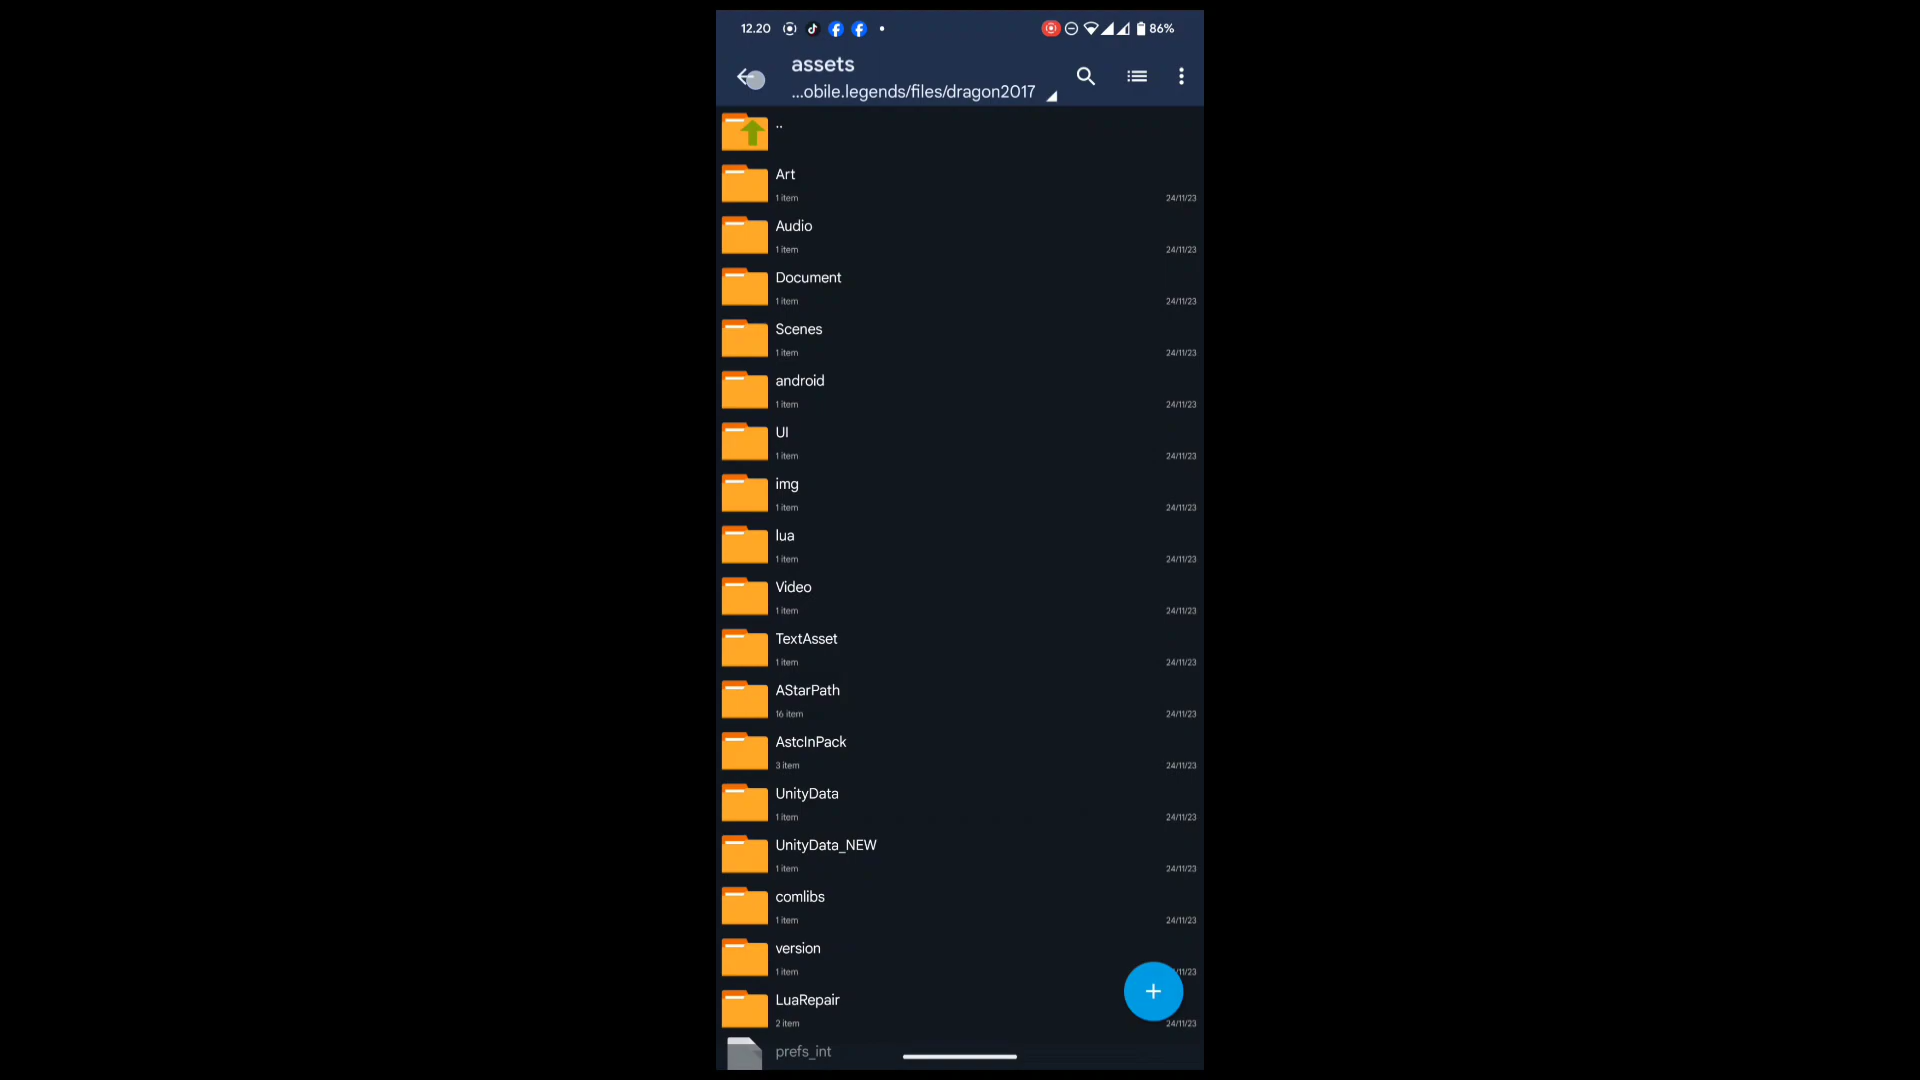 12.20
86%
assets
...obile.legends/files/dragon2017
..
Art
1 item
24/11/23
Audio
1 item
24/11/23
Document
1 item
24/11/23
Scenes
1 item
24/11/23
android
1 item
24/11/23
UI
1 item
24/11/23
img
1 item
24/11/23
lua
1 item
24/11/23
Video
1 item
24/11/23
TextAsset
1 item
24/11/23
AStarPath
16 item
24/11/23
AstcInPack
3 item
24/11/23
UnityData
1 item
24/11/23
UnityData_NEW
1 item
24/11/23
comlibs
1 item
24/11/23
version
1 item
/11/23
LuaRepair
2 item
24/11/23
prefs_int